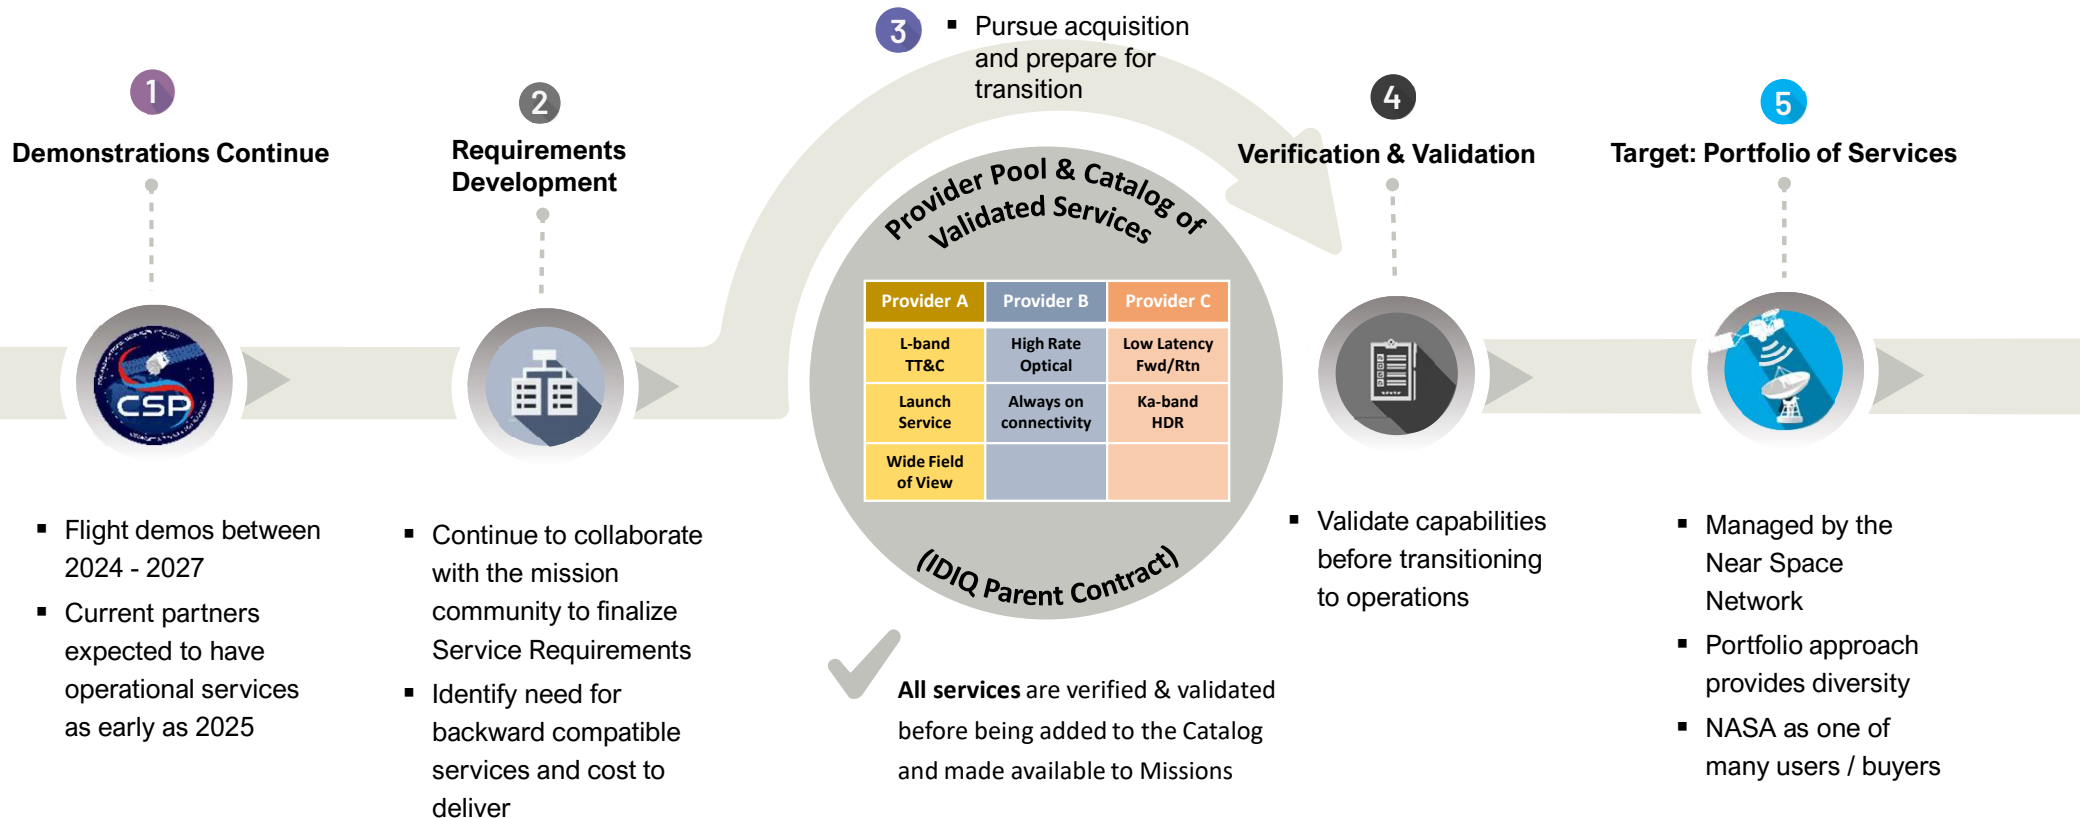 1
Demonstrations Continue
CSP
▪ Flight demos between
2024 - 2027
▪ Current partners
expected to have
operational services
as early as 2025
2
Requirements
Development
▪ Continue to collaborate
with the mission
community to finalize
Service Requirements
▪ Identify need for
backward compatible
services and cost to
deliver
3
▪ Pursue acquisition
and prepare for
transition
Provider Pool & Catalog of
Validated Services
Provider A Provider B Provider C
L-band High Rate Low Latency
TT&C Optical Fwd/Rtn
Launch Always on Ka-band
Service connectivity HDR
Wide Field
of View
(IDIQ Parent Contract)
All services are verified & validated
before being added to the Catalog
and made available to Missions
4
Verification & Validation
▪ Validate capabilities
before transitioning
to operations
5
Target: Portfolio of Services
▪ Managed by the
Near Space
Network
▪ Portfolio approach
provides diversity
▪ NASA as one of
many users / buyers